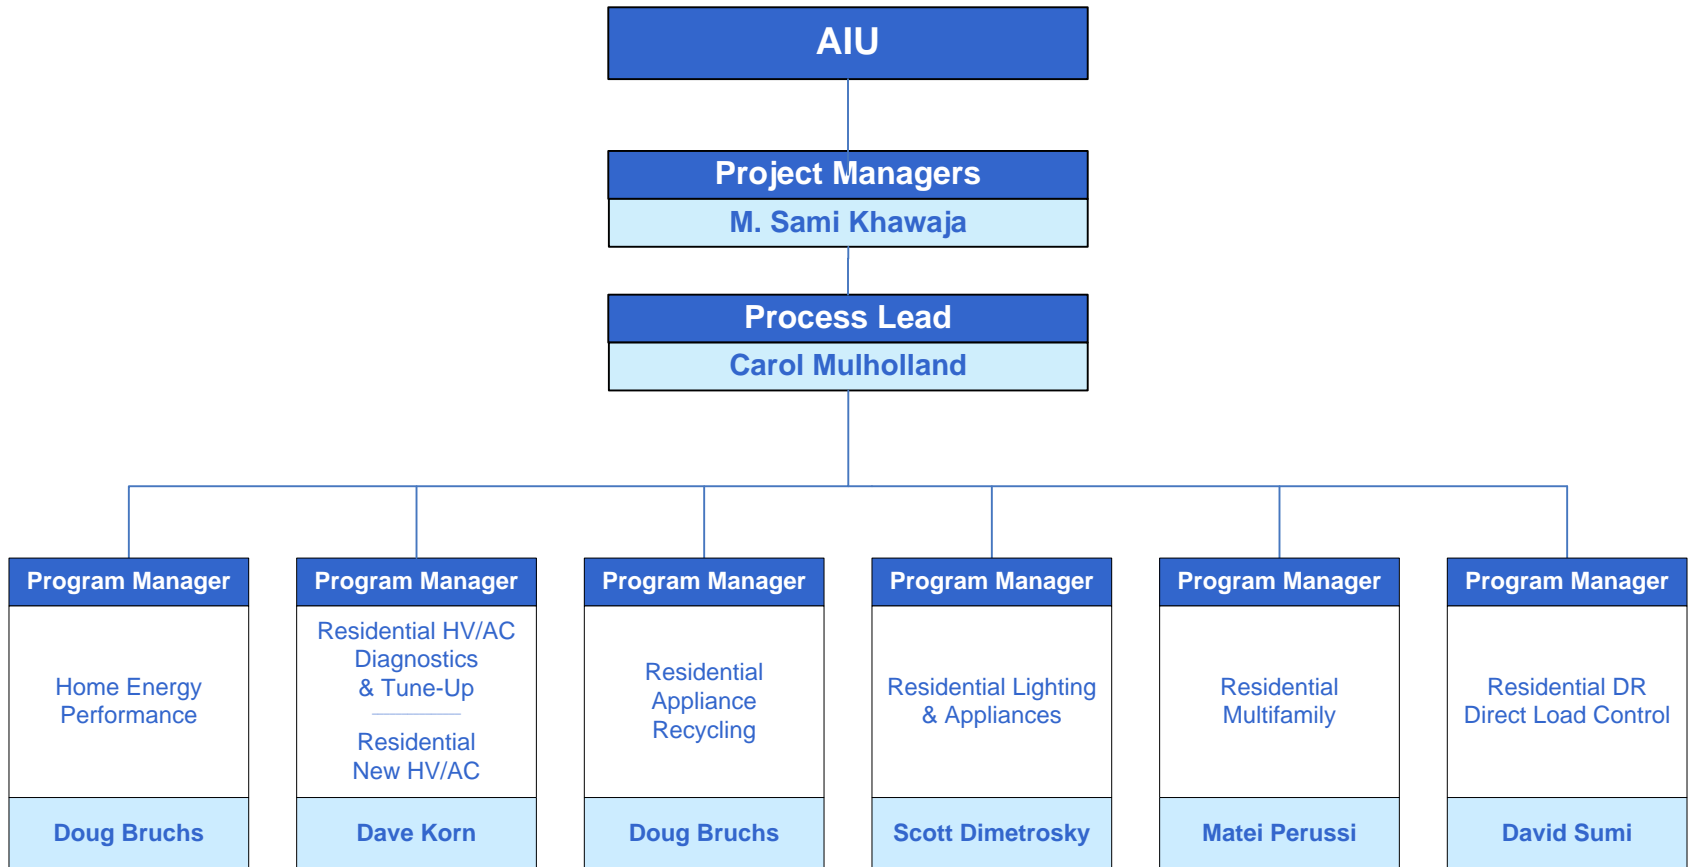 AIU
Project Managers
M. Sami Khawaja
Process Lead
Carol Mulholland
Program Manager
Home Energy
Performance
Doug Bruchs
Program Manager
Residential HV/AC
Diagnostics
& Tune-Up
Residential
New HV/AC
Dave Korn
Program Manager
Residential
Appliance
Recycling
Doug Bruchs
Program Manager
Residential Lighting
& Appliances
Scott Dimetrosky
Program Manager
Residential
Multifamily
Matei Perussi
Program Manager
Residential DR
Direct Load Control
David Sumi